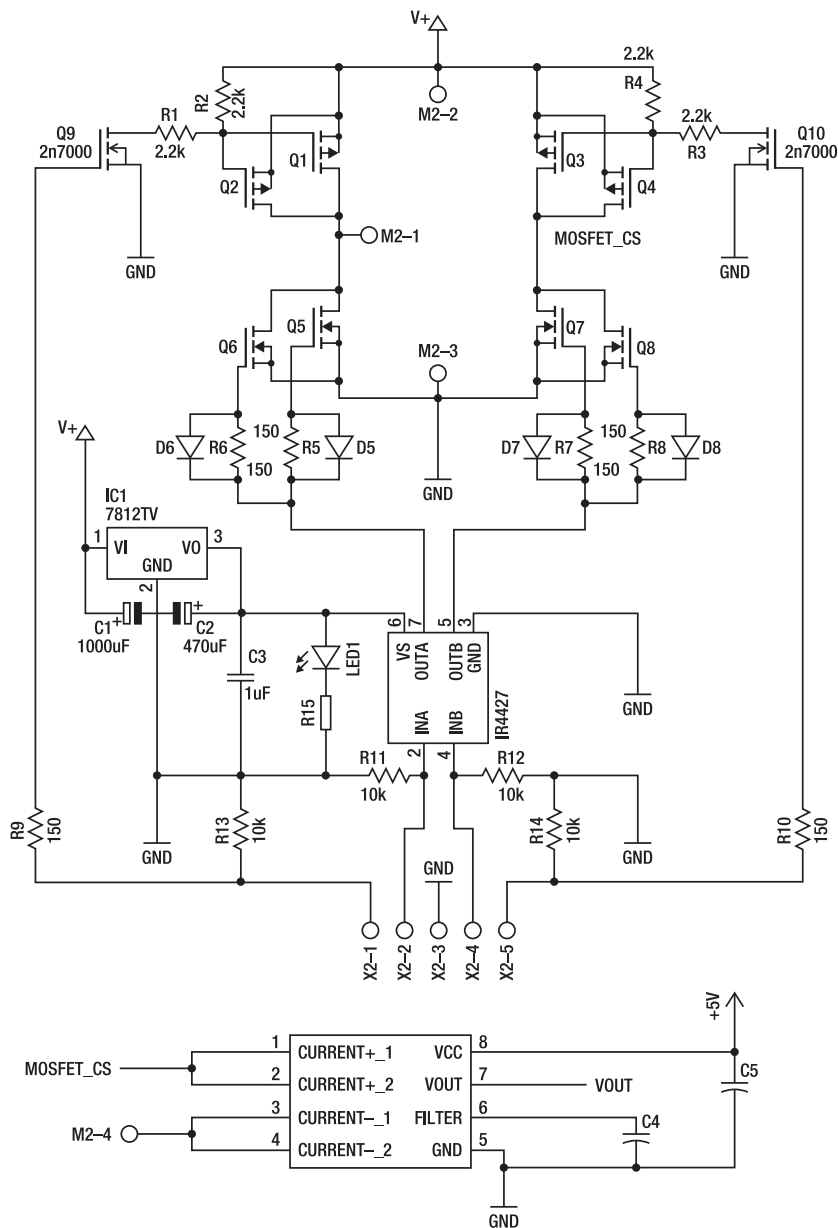 V+
2.2k
R2
2.2k
R4
M2–2
R1
2.2k
Q9
2n7000
2.2k
R3
Q10
2n7000
Q1
Q2
Q3
Q4
GND
M2–1
MOSFET_CS
GND
Q5
Q6
Q7
Q8
M2–3
V+
D6
R6
150
150
R5
D5
D7
150
R7
150
R8
D8
GND
IC1
7812TV
1
VI
VO
3
GND
2
C1
+
1000uF
+
C2
470uF
C3
1uF
LED1
R15
6
7
5
3
VS
OUTA
OUTB
GND
INA
INB
IR4427
2
4
GND
R11
10k
R12
10k
R9
150
GND
R13
10k
R14
10k
GND
R10
150
GND
X2–1
X2–2
X2–3
X2–4
X2–5
+5V
MOSFET_CS
1
CURRENT+_1
VCC
8
2
CURRENT+_2
VOUT
7
VOUT
C5
M2–4
3
CURRENT–_1
FILTER
6
C4
4
CURRENT–_2
GND
5
GND